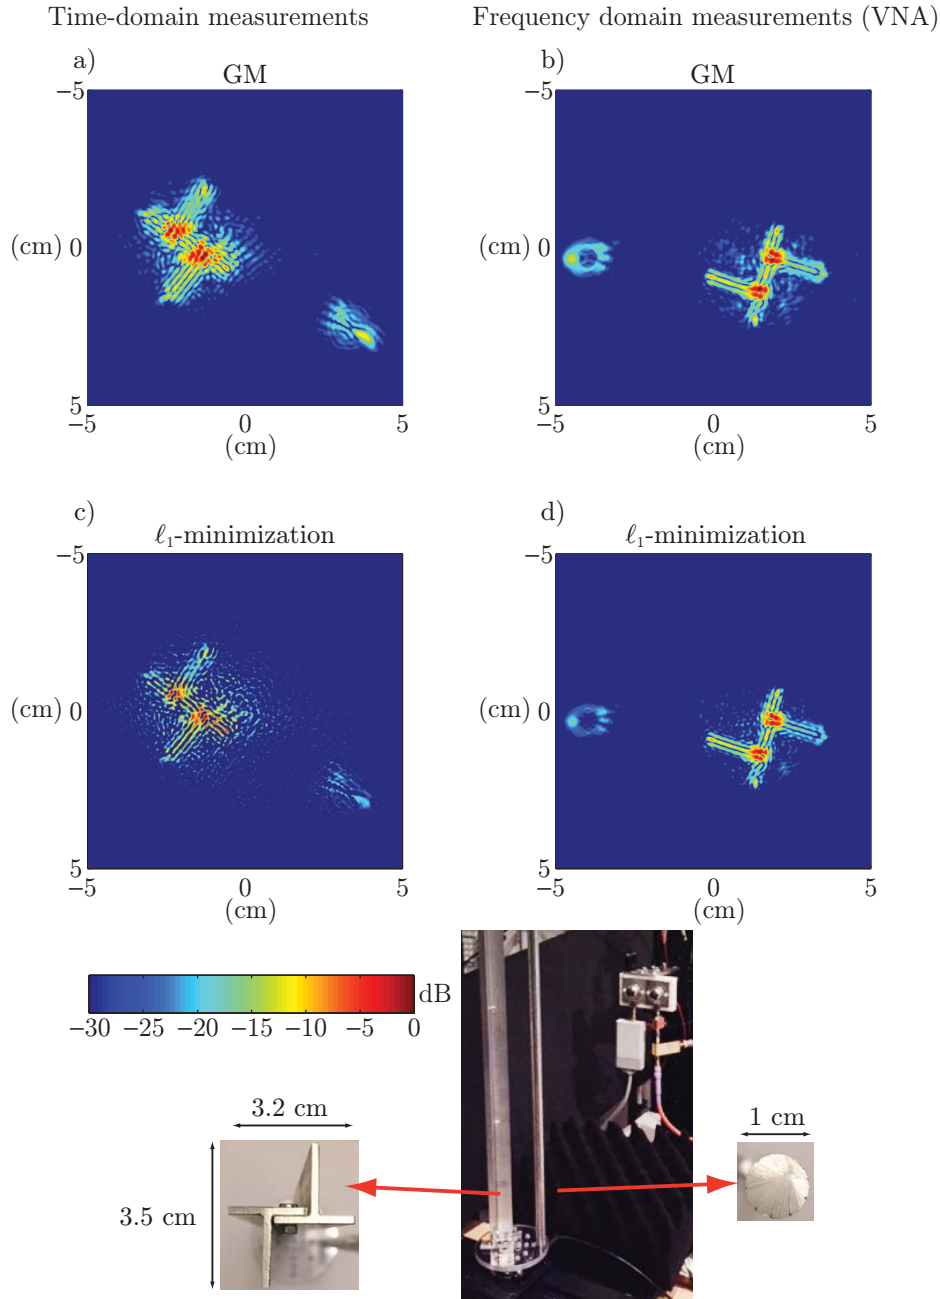 Time-domain measurements
Frequency domain measurements (VNA)
a)
GM
−5
(cm) 0
5
−5 0 5
(cm)
b)
GM
−5
(cm) 0
5
−5 0 5
(cm)
c)
ℓ₁-minimization
−5
(cm) 0
5
−5 0 5
(cm)
d)
ℓ₁-minimization
−5
(cm) 0
5
−5 0 5
(cm)
dB
−30 −25 −20 −15 −10 −5 0
3.2 cm
3.5 cm
1 cm